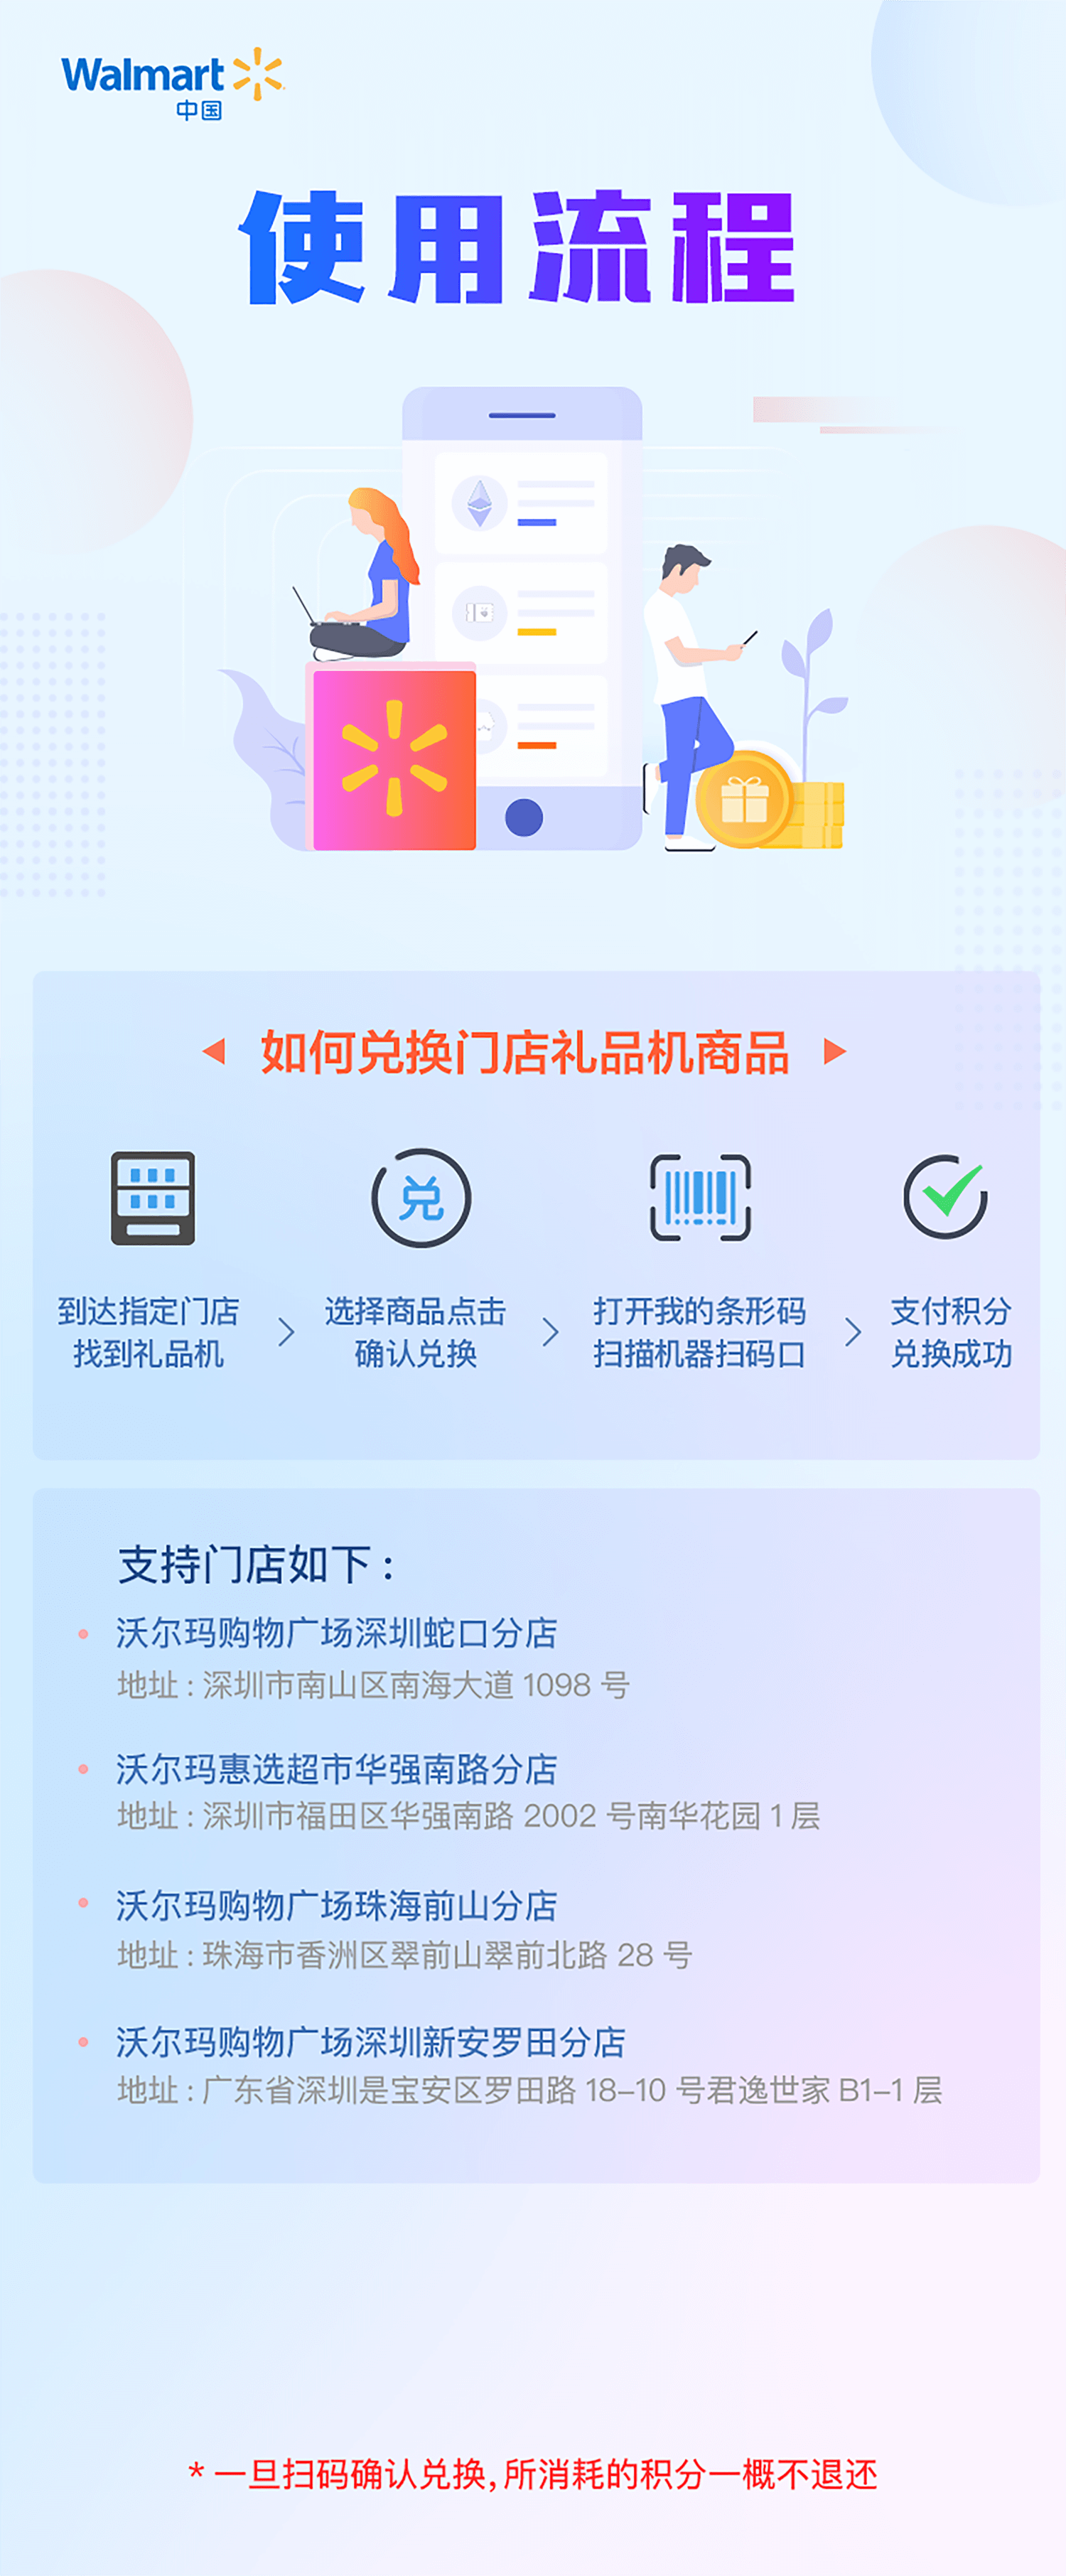 Walmart
中国
使用流程
如何兑换门店礼品机商品
兑
到达指定门店
找到礼品机
选择商品点击
确认兑换
打开我的条形码
扫描机器扫码口
支付积分
兑换成功
支持门店如下：
沃尔玛购物广场深圳蛇口分店
地址：深圳市南山区南海大道 1098 号
沃尔玛惠选超市华强南路分店
地址：深圳市福田区华强南路 2002 号南华花园 1 层
沃尔玛购物广场珠海前山分店
地址：珠海市香洲区翠前山翠前北路 28 号
沃尔玛购物广场深圳新安罗田分店
地址：广东省深圳是宝安区罗田路 18–10 号君逸世家 B1–1 层
* 一旦扫码确认兑换，所消耗的积分一概不退还